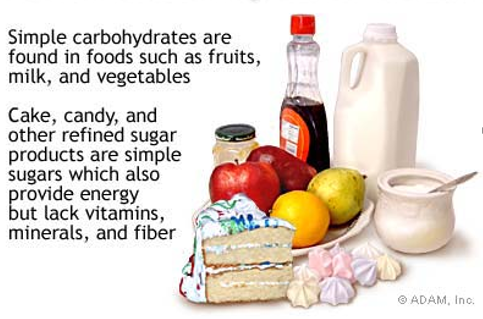 Simple carbohydrates are
found in foods such as fruits,
milk, and vegetables
Cake, candy, and
other refined sugar
products are simple
sugars which also
provide energy
but lack vitamins,
minerals, and fiber
© ADAM, Inc.